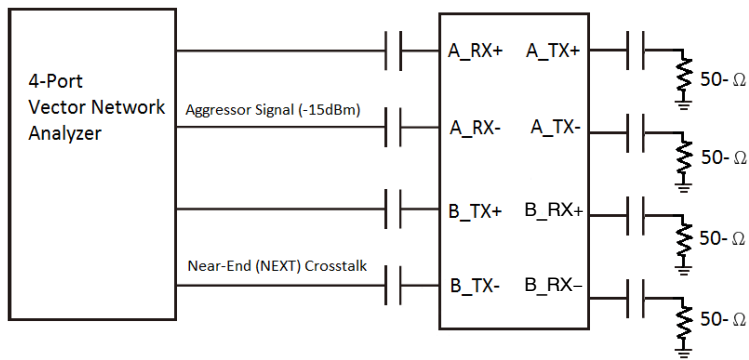 4-Port
Vector Network
Analyzer
Aggressor Signal (-15dBm)
Near-End (NEXT) Crosstalk
A_RX+ A_TX+
A_RX- A_TX-
B_TX+ B_RX+
B_TX- B_RX−
50- Ω
50- Ω
50- Ω
50- Ω